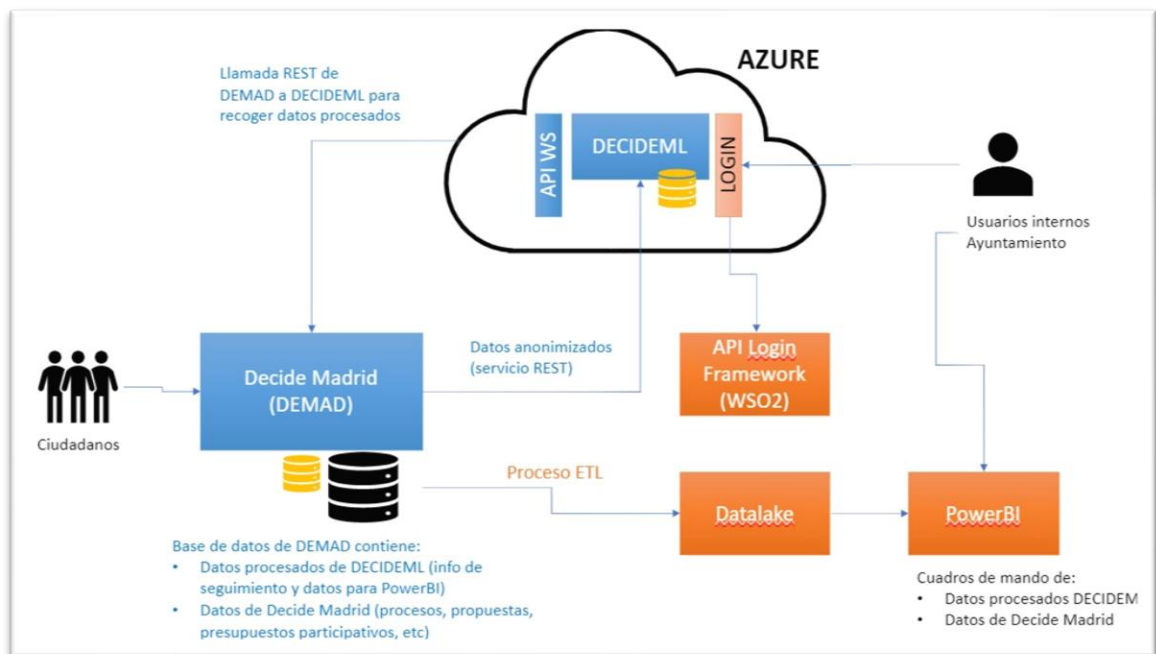 AZURE
Llamada REST de
DEMAD a DECIDEML para
recoger datos procesados
API WS
DECIDEML
LOGIN
Usuarios internos
Ayuntamiento
Datos anonimizados
(servicio REST)
API Login
Framework
(WSO2)
Decide Madrid
(DEMAD)
Ciudadanos
Proceso ETL
Datalake
PowerBI
Base de datos de DEMAD contiene:
• Datos procesados de DECIDEML (info de
seguimiento y datos para PowerBI)
• Datos de Decide Madrid (procesos, propuestas,
presupuestos participativos, etc)
Cuadros de mando de:
• Datos procesados DECIDEM
• Datos de Decide Madrid